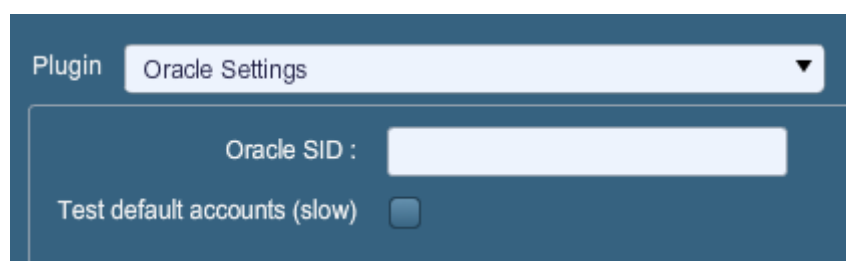 Plugin Oracle Settings
Oracle SID :
Test default accounts (slow)